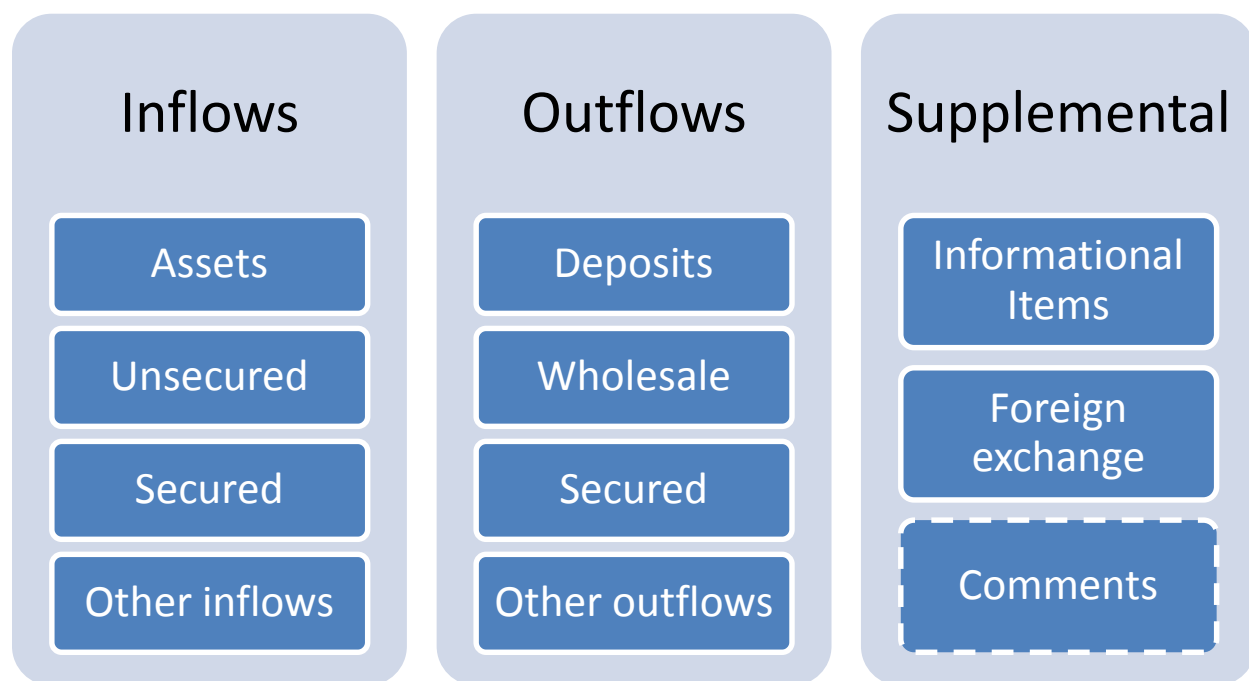 Inflows
Assets
Unsecured
Secured
Other inflows
Outflows
Deposits
Wholesale
Secured
Other outflows
Supplemental
Informational
Items
Foreign
exchange
Comments